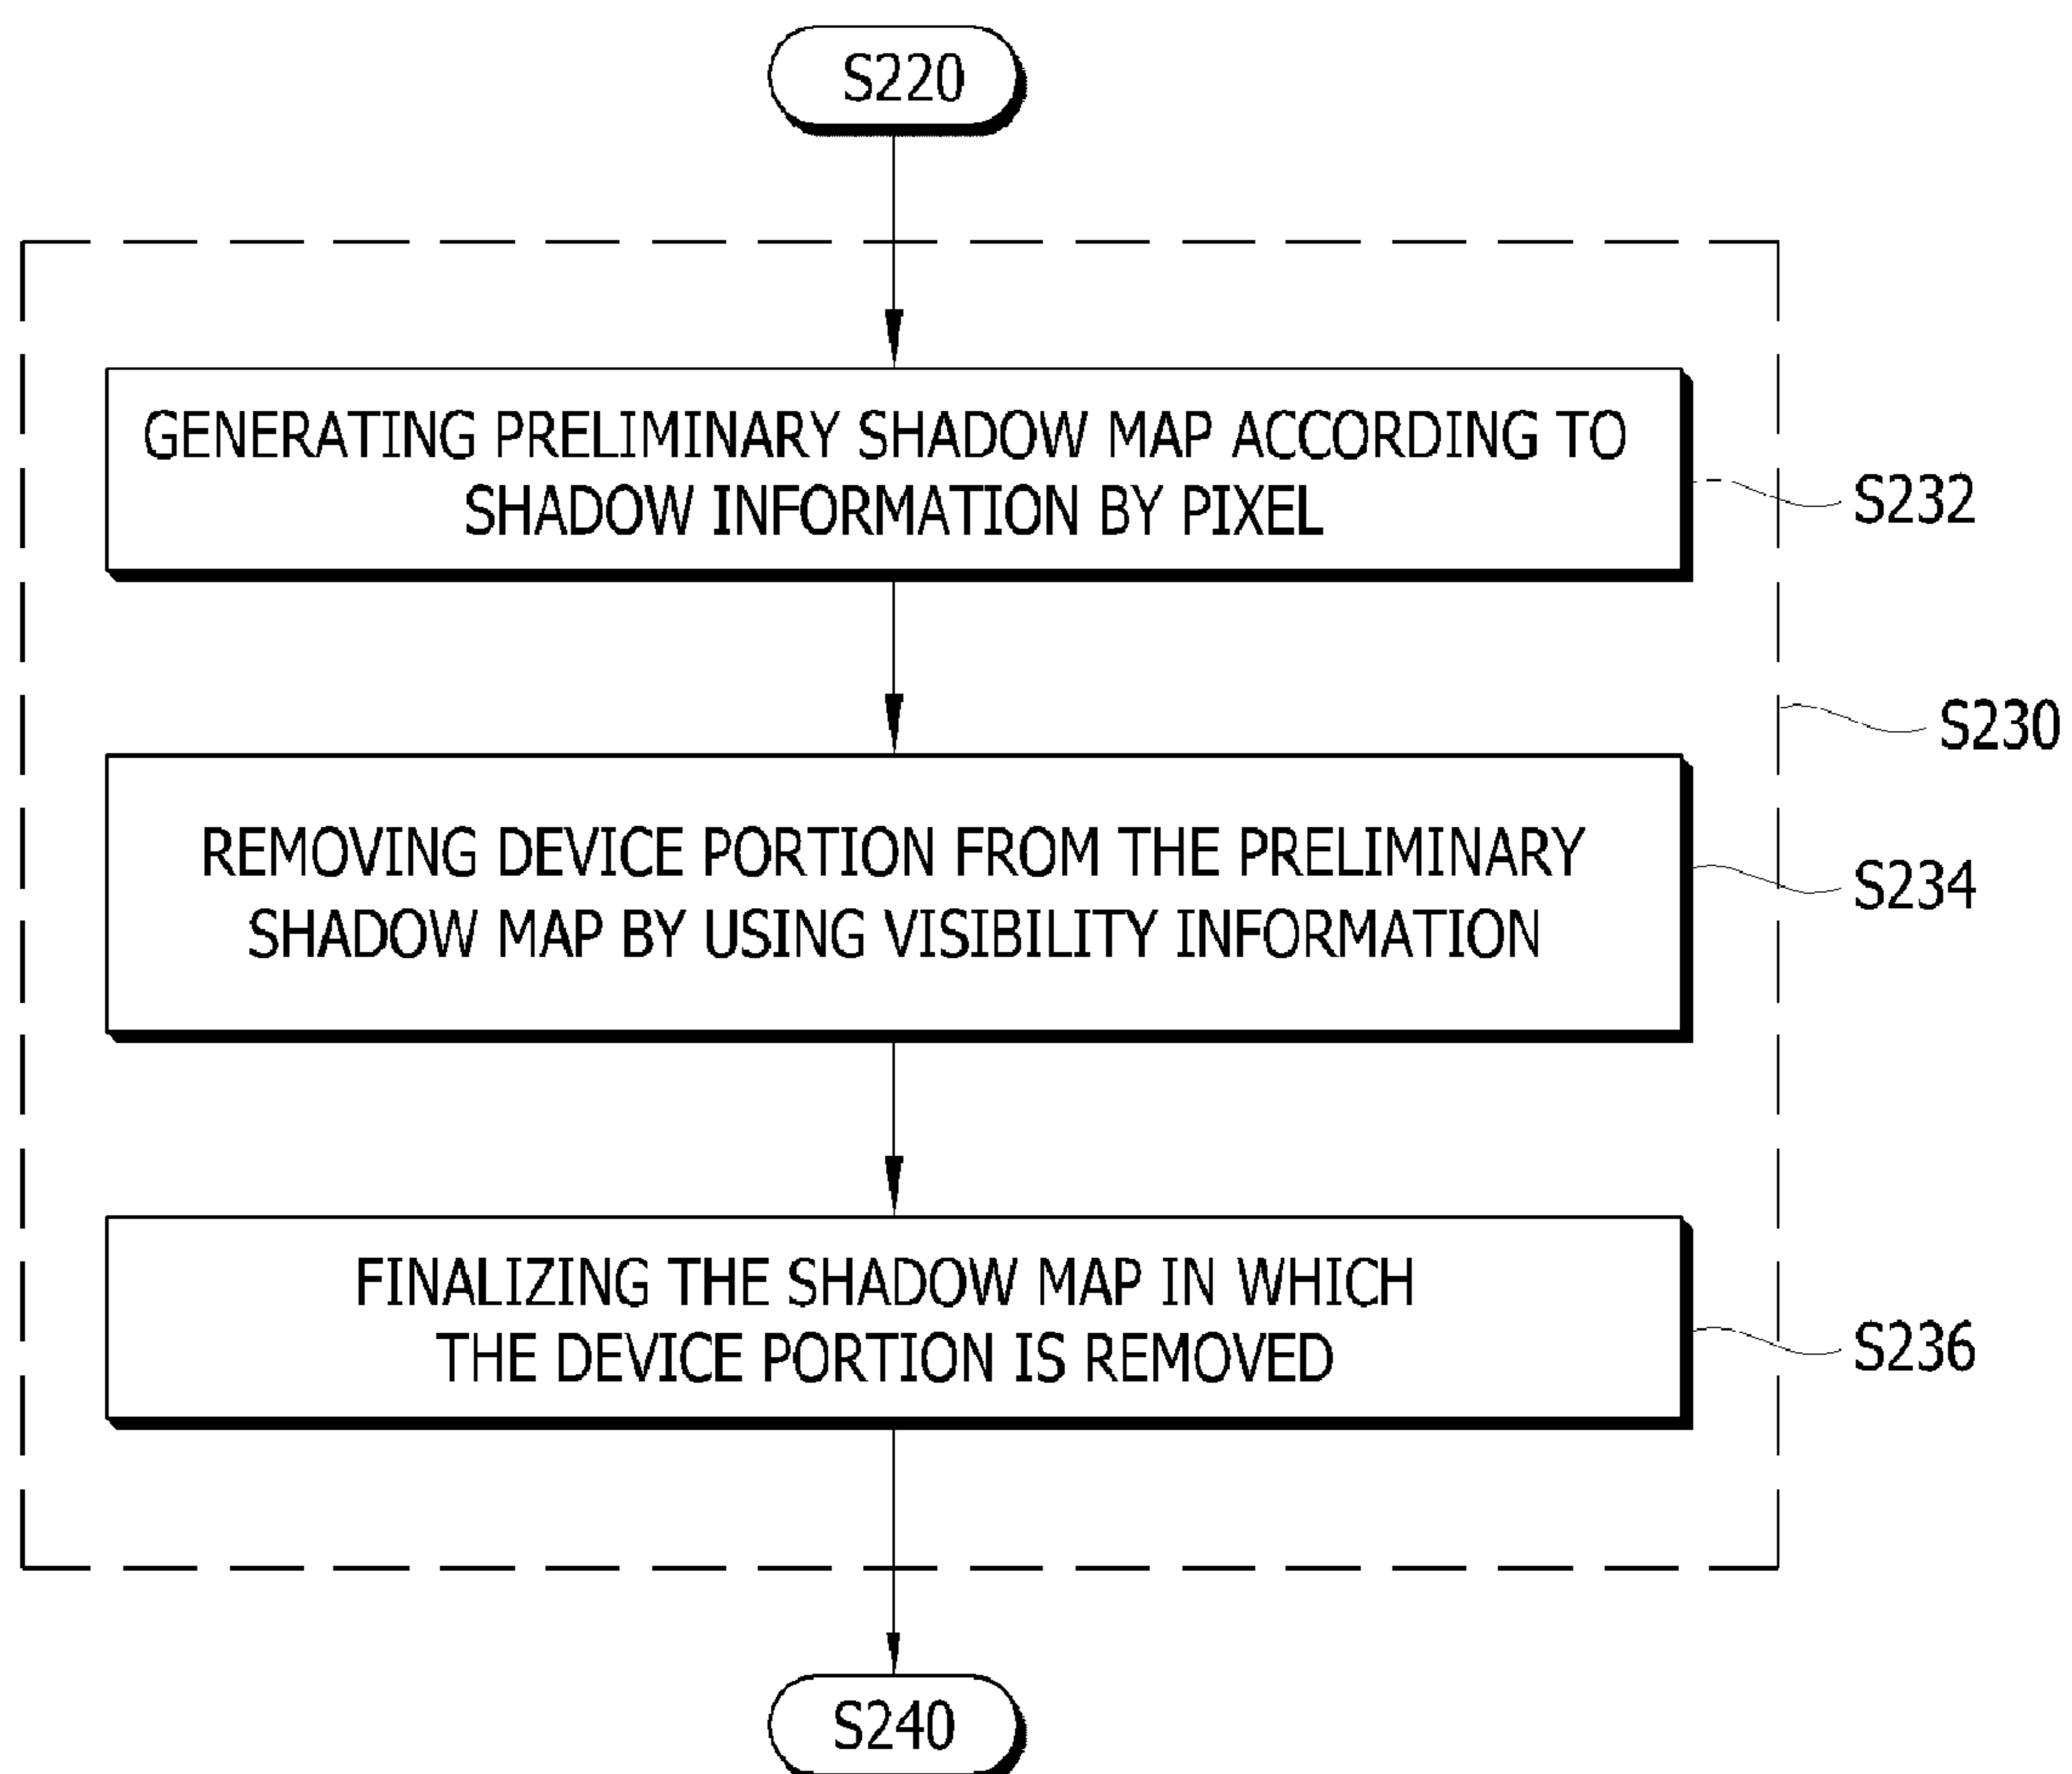 S220
GENERATING PRELIMINARY SHADOW MAP ACCORDING TO
SHADOW INFORMATION BY PIXEL
S232
S230
REMOVING DEVICE PORTION FROM THE PRELIMINARY
SHADOW MAP BY USING VISIBILITY INFORMATION
S234
FINALIZING THE SHADOW MAP IN WHICH
THE DEVICE PORTION IS REMOVED
S236
S240